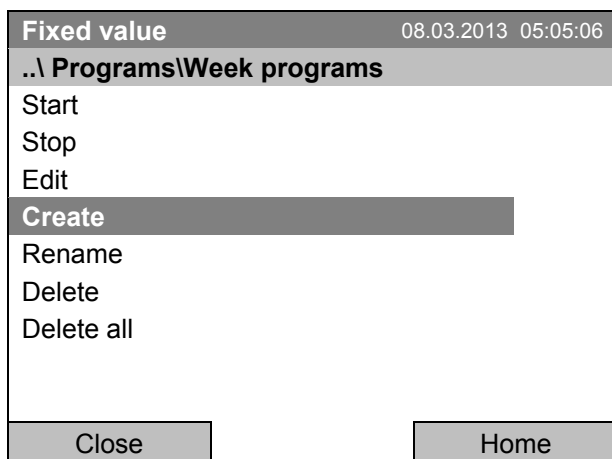 Fixed value 08.03.2013 05:05:06
..\ Programs\Week programs
Start
Stop
Edit
Create
Rename
Delete
Delete all
Close Home